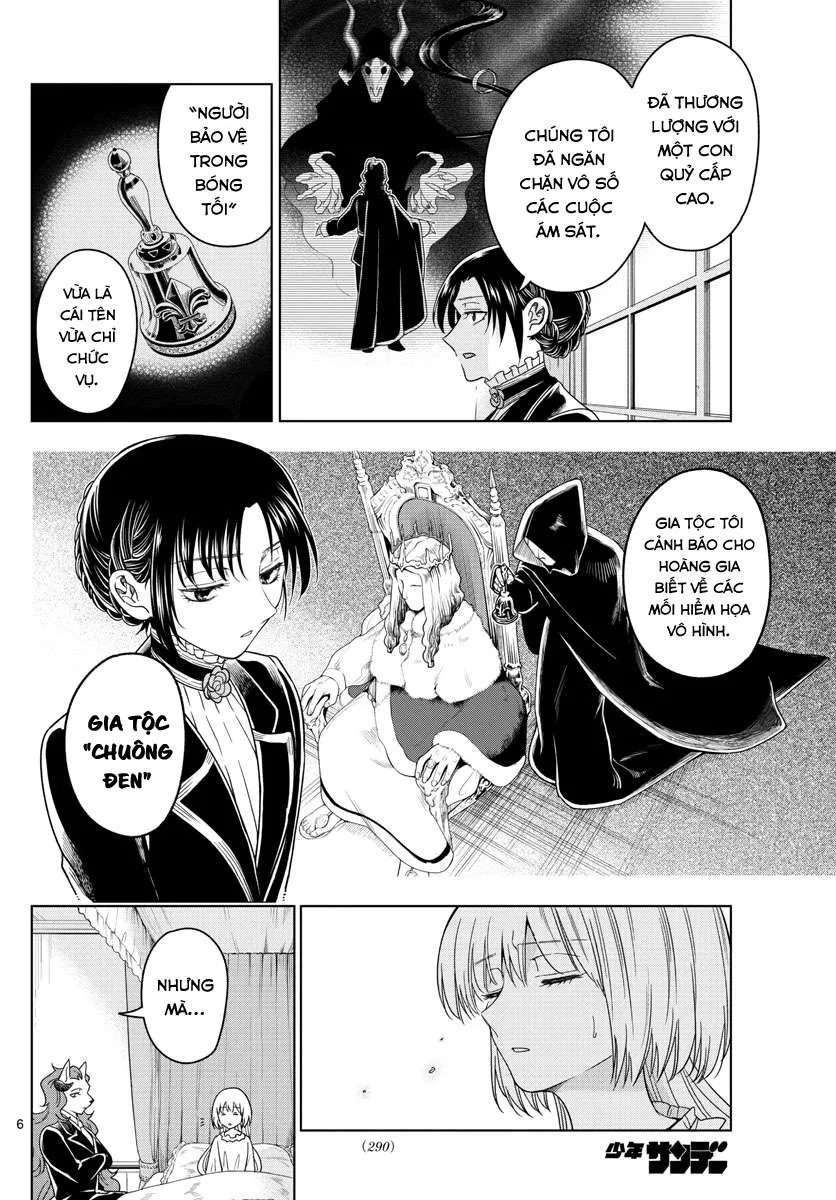 ĐÃ THƯƠNG
LƯỢNG VỚI
MỘT CON
QUỶ CẤP
CAO.
CHÚNG TÔI
ĐÃ NGĂN
CHẶN VÔ SỐ
CÁC CUỘC
ÁM SÁT.
"NGƯỜI
BẢO VỆ
TRONG
BÓNG
TỐI"
VỪA LÀ
CÁI TÊN
VỪA CHỈ
CHỨC
VỤ.
GIA TỘC TÔI
CẢNH BÁO CHO
HOÀNG GIA
BIẾT VỀ CÁC
MỐI HIỂM HỌA
VÔ HÌNH.
GIA TỘC
"CHUÔNG
ĐEN"
NHƯNG
MÀ...
6
(290)
少年サンデー